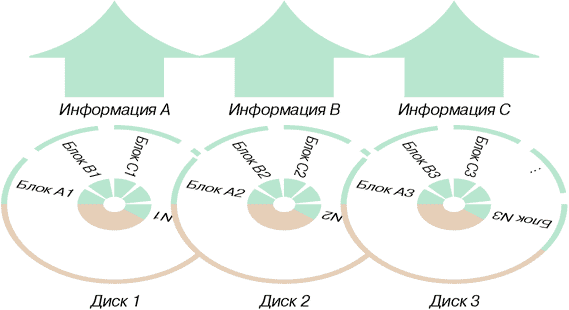 Информация A
Информация B
Информация C
Блок A1
Блок B1
Блок C1
N1
Блок A2
Блок B2
Блок C2
N2
Блок A3
Блок B3
Блок C3
...
Блок N3
Диск 1
Диск 2
Диск 3